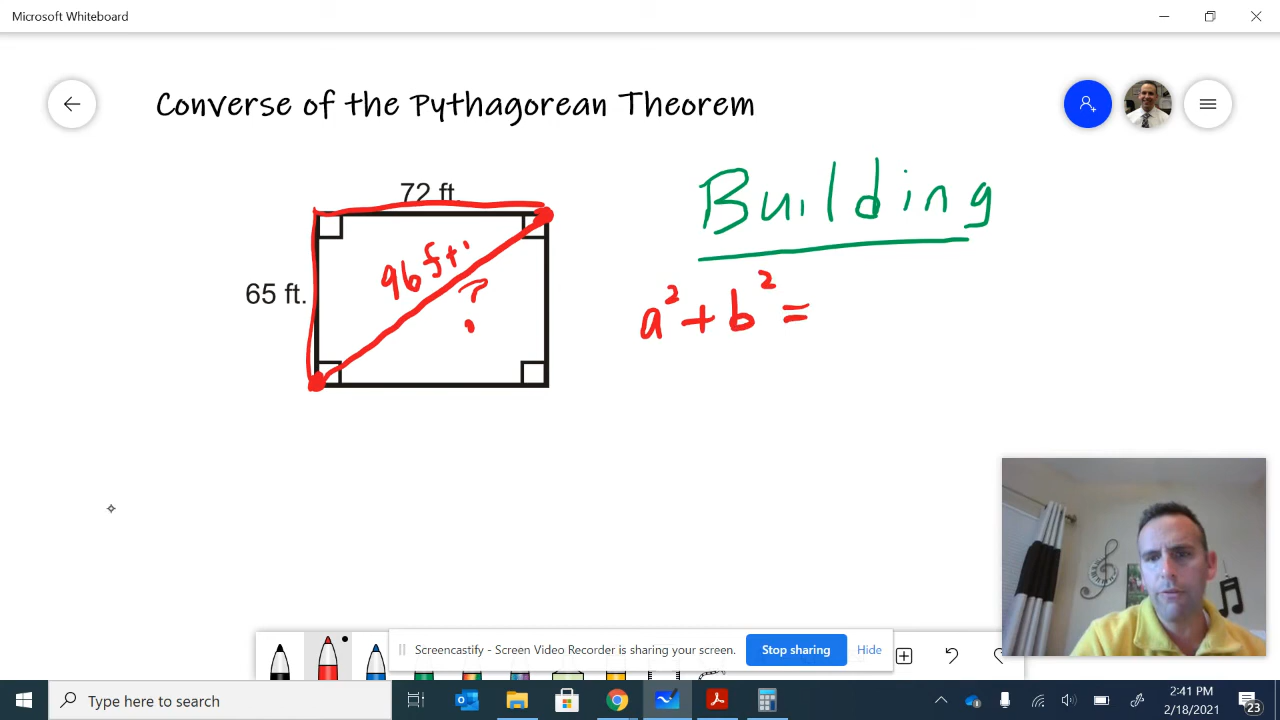 Microsoft Whiteboard
Converse of the Pythagorean Theorem
72 ft.
Building
96 ft.
65 ft.
?
a² + b² =
Screencastify - Screen Video Recorder is sharing your screen.
Stop sharing
Hide
Type here to search
2:41 PM
2/18/2021
23